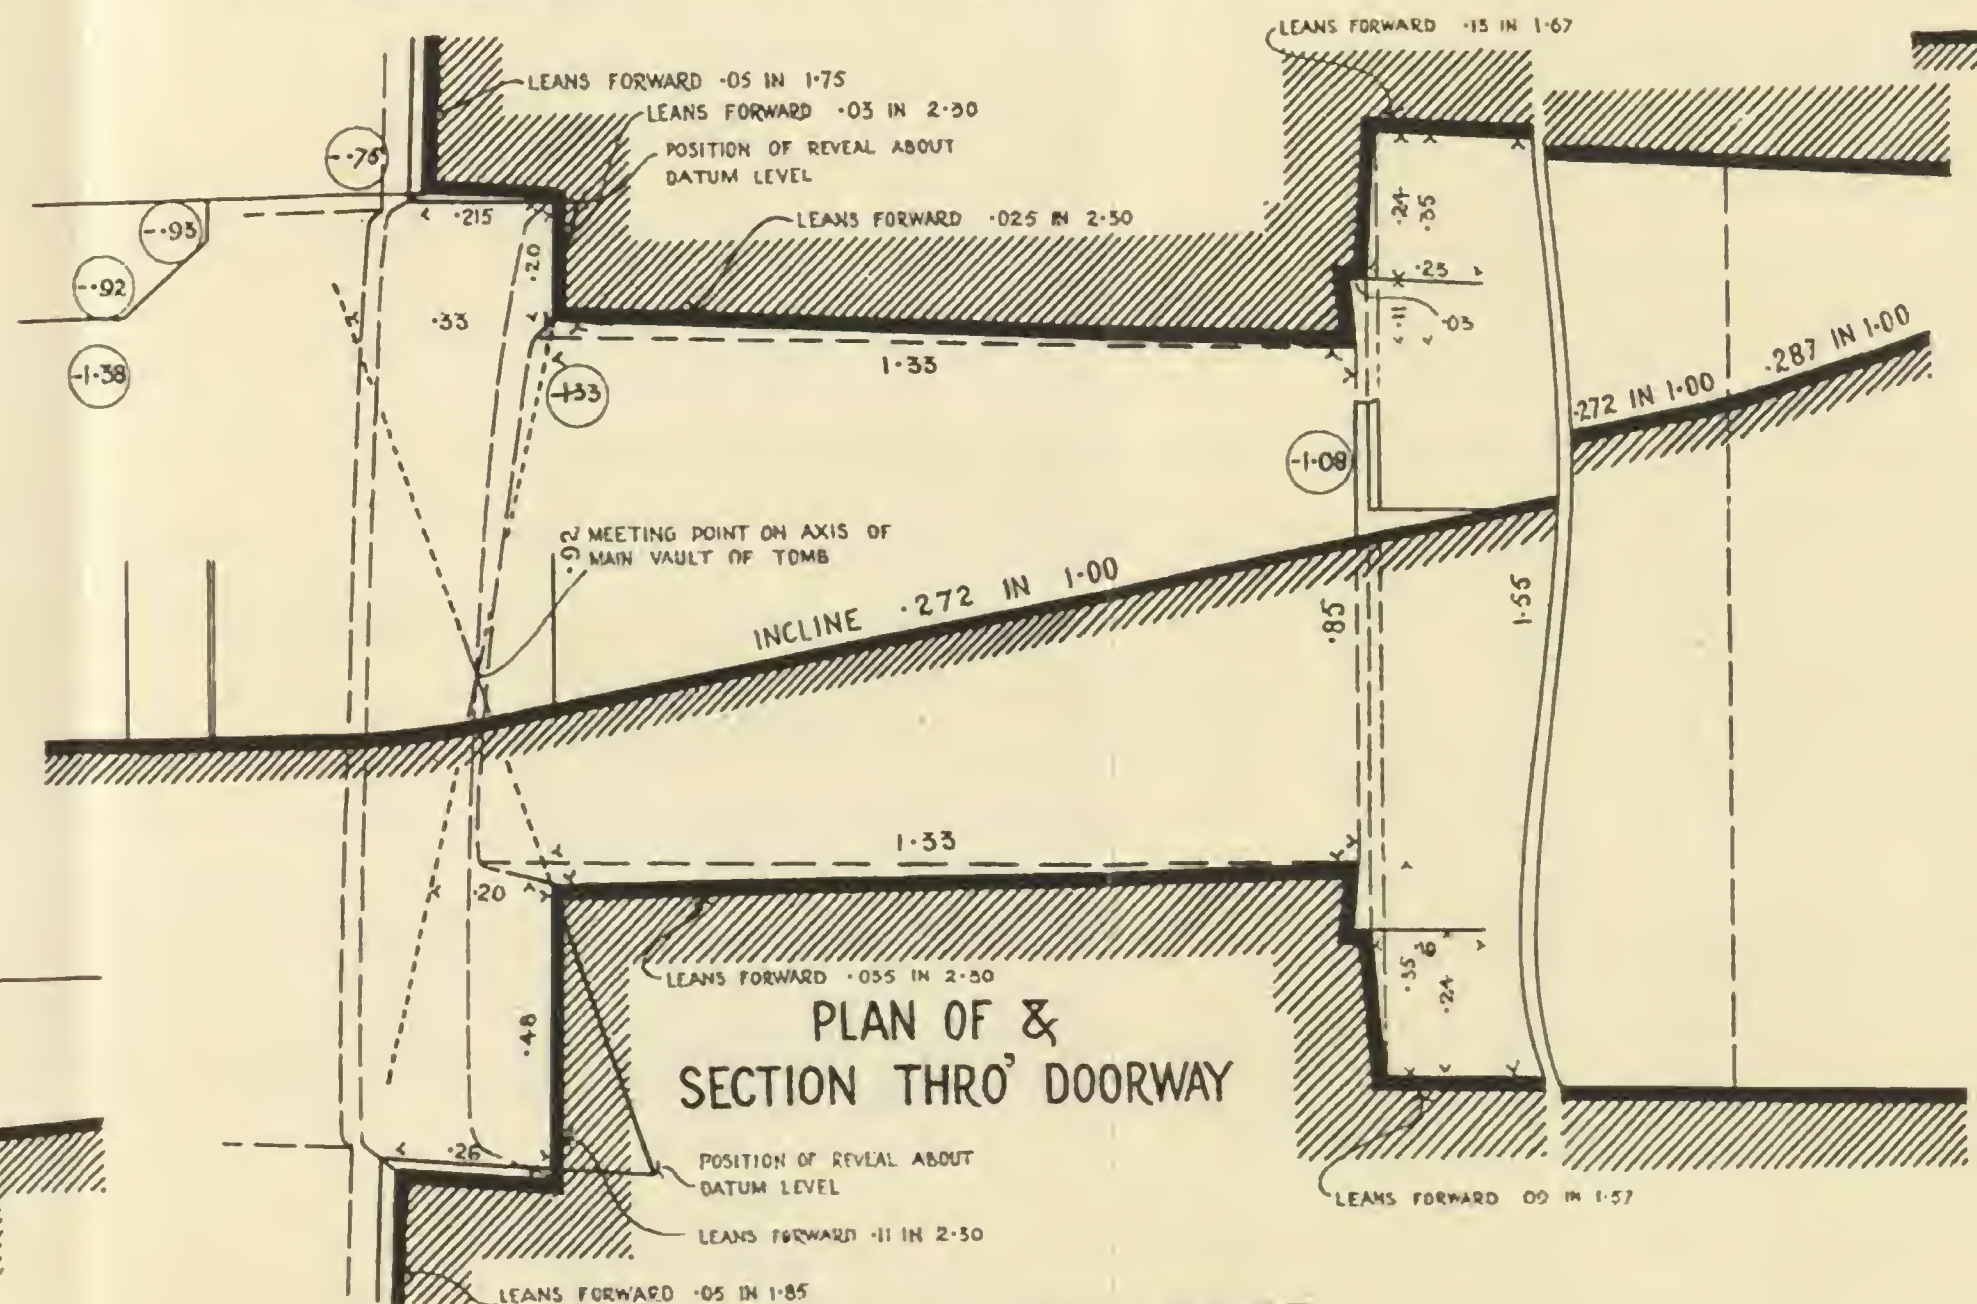 LEANS FORWARD ·15 IN 1·67
LEANS FORWARD ·05 IN 1·75
LEANS FORWARD ·03 IN 2·30
POSITION OF REVEAL ABOUT
DATUM LEVEL
-·76
-·93
·215
LEANS FORWARD ·025 IN 2·30
·24
·35
·20
·25
-·92
·33
·11
·03
-1·38
1·33
-1·33
·287 IN 1·00
·272 IN 1·00
-1·08
·92
MEETING POINT ON AXIS OF
MAIN VAULT OF TOMB
INCLINE ·272 IN 1·00
·85
1·55
1·33
·20
·35
·24
LEANS FORWARD ·035 IN 2·30
PLAN OF &
SECTION THRO' DOORWAY
·48
·26
POSITION OF REVEAL ABOUT
DATUM LEVEL
LEANS FORWARD 09 IN 1·57
LEANS FORWARD ·11 IN 2·30
LEANS FORWARD ·05 IN 1·85